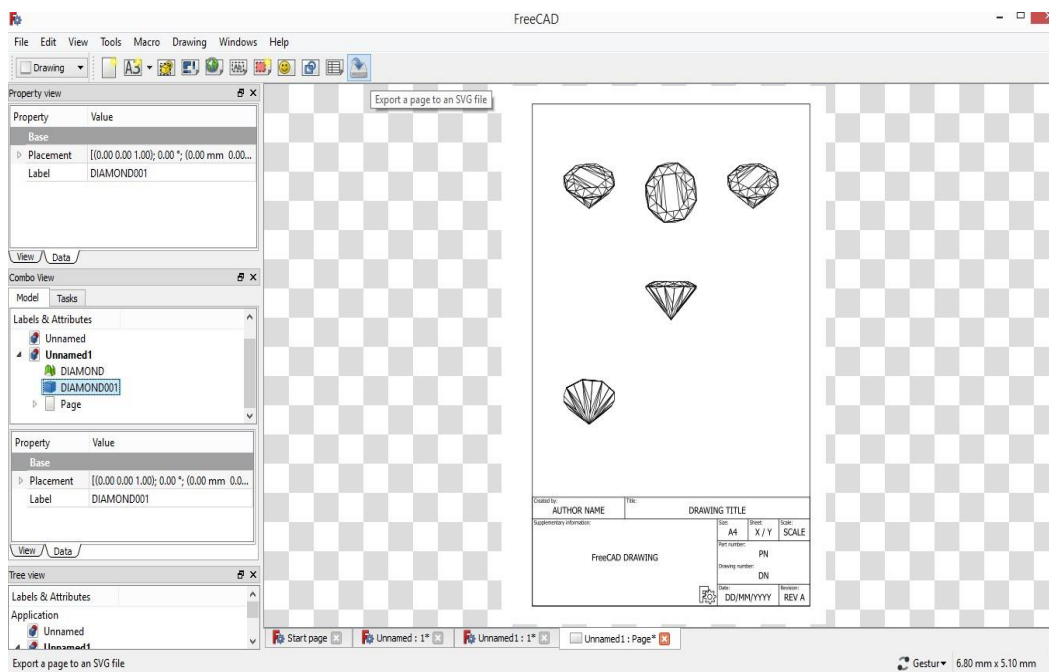 FreeCAD
File Edit View Tools Macro Drawing Windows Help
Drawing A3
Export a page to an SVG file
Property view
Property Value
Base
Placement [(0.00 0.00 1.00); 0.00 °; (0.00 mm 0.00...
Label DIAMOND001
View Data
Combo View
Model Tasks
Labels & Attributes
Unnamed
Unnamed1
DIAMOND
DIAMOND001
Page
Property Value
Base
Placement [(0.00 0.00 1.00); 0.00 °; (0.00 mm 0.0...
Label DIAMOND001
View Data
Tree view
Labels & Attributes
Application
Unnamed
Unnamed1
Created by: Title:
AUTHOR NAME DRAWING TITLE
Supplementary information: Size: Sheet: Scale:
A4 X / Y SCALE
Part number:
PN
FreeCAD DRAWING
Drawing number:
DN
Date: Revision:
DD/MM/YYYY REV A
Start page Unnamed : 1* Unnamed1 : 1* Unnamed1 : Page*
Export a page to an SVG file Gestur 6.80 mm x 5.10 mm